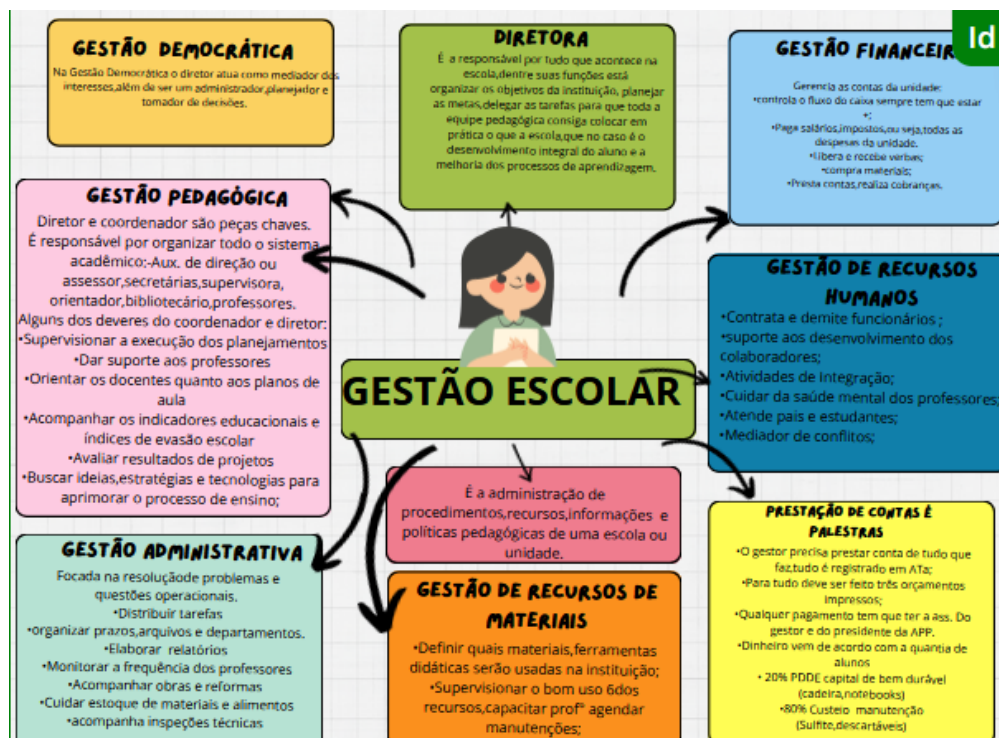 GESTÃO DEMOCRÁTICA
Na Gestão Democrática o diretor atua como mediador dos
interesses,além de ser um administrador,planejador e
tomador de decisões.
DIRETORA
É a responsável por tudo que acontece na
escola,dentre suas funções está
organizar os objetivos da instituição, planejar
as metas,delegar as tarefas para que toda a
equipe pedagógica consiga colocar em
prática o que a escola,que no caso é o
desenvolvimento integral do aluno e a
melhoria dos processos de aprendizagem.
GESTÃO FINANCEIR
Id
Gerencia as contas da unidade:
•controla o fluxo do caixa sempre tem que estar
+;
•Paga salários,impostos,ou seja,todas as
despesas da unidade.
•Libera e recebe verbas;
•compra materiais;
•Presta contas,realiza cobranças.
GESTÃO PEDAGÓGICA
Diretor e coordenador são peças chaves.
É responsável por organizar todo o sistema
acadêmico:-Aux. de direção ou
assessor,secretárias,supervisora,
orientador,bibliotecário,professores.
Alguns dos deveres do coordenador e diretor:
•Supervisionar a execução dos planejamentos
•Dar suporte aos professores
•Orientar os docentes quanto aos planos de
aula
•Acompanhar os indicadores educacionais e
índices de evasão escolar
•Avaliar resultados de projetos
•Buscar ideias,estratégias e tecnologias para
aprimorar o processo de ensino;
GESTÃO DE RECURSOS
HUMANOS
•Contrata e demite funcionários ;
•suporte aos desenvolvimento dos
colaboradores;
•Atividades de Integração;
•Cuidar da saúde mental dos professores;
•Atende pais e estudantes;
•Mediador de conflitos;
GESTÃO ESCOLAR
É a administração de
procedimentos,recursos,informações e
políticas pedagógicas de uma escola ou
unidade.
GESTÃO ADMINISTRATIVA
Focada na resoluçãode problemas e
questões operacionais.
•Distribuir tarefas
•organizar prazos,arquivos e departamentos.
•Elaborar relatórios
•Monitorar a frequência dos professores
•Acompanhar obras e reformas
•Cuidar estoque de materiais e alimentos
•acompanha inspeções técnicas
GESTÃO DE RECURSOS DE
MATERIAIS
•Definir quais materiais,ferramentas
didáticas serão usadas na instituição;
•Supervisionar o bom uso 6dos
recursos,capacitar profº agendar
manutenções;
PRESTAÇÃO DE CONTAS É
PALESTRAS
•O gestor precisa prestar conta de tudo que
faz,tudo é registrado em ATa;
•Para tudo deve ser feito três orçamentos
impressos;
•Qualquer pagamento tem que ter a ass. Do
gestor e do presidente da APP.
•Dinheiro vem de acordo com a quantia de
alunos
• 20% PDDE capital de bem durável
(cadeira,notebooks)
•80% Custeio manutenção
(Sulfite,descartáveis)